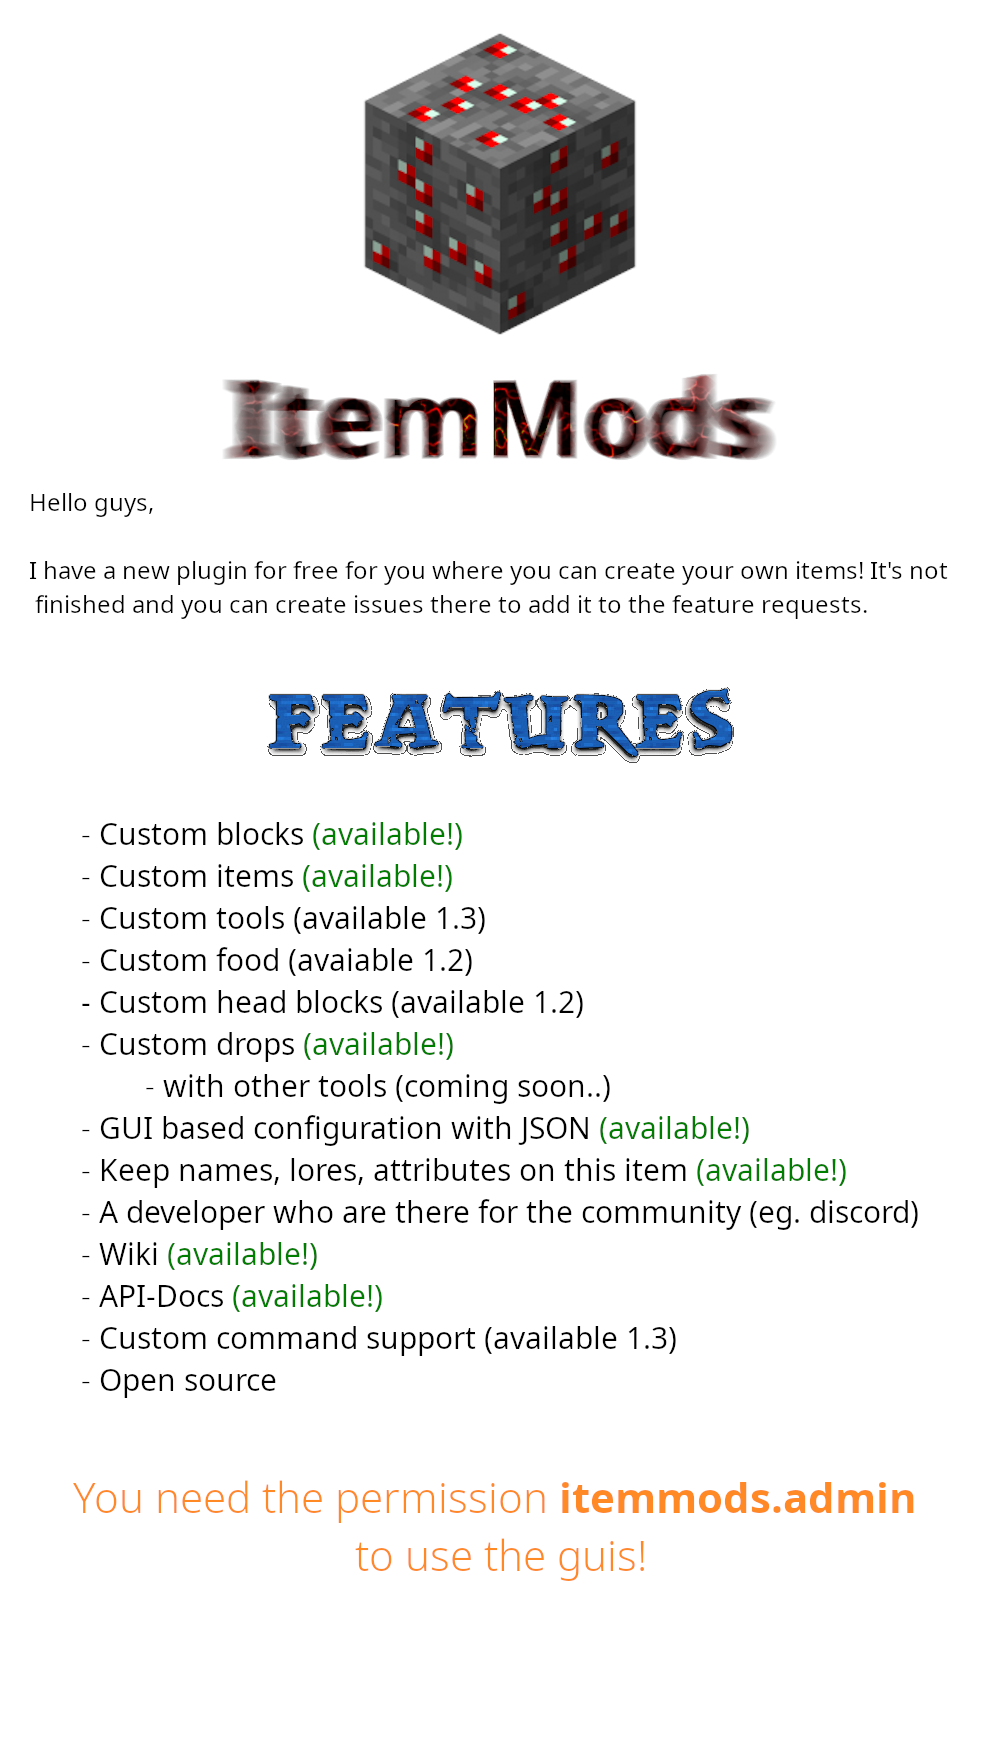 ItemMods
Hello guys,
I have a new plugin for free for you where you can create your own items! It's not
finished and you can create issues there to add it to the feature requests.
FEATURES
- Custom blocks (available!)
- Custom items (available!)
- Custom tools (available 1.3)
- Custom food (avaiable 1.2)
- Custom head blocks (available 1.2)
- Custom drops (available!)
- with other tools (coming soon..)
- GUI based configuration with JSON (available!)
- Keep names, lores, attributes on this item (available!)
- A developer who are there for the community (eg. discord)
- Wiki (available!)
- API-Docs (available!)
- Custom command support (available 1.3)
- Open source
You need the permission itemmods.admin
to use the guis!